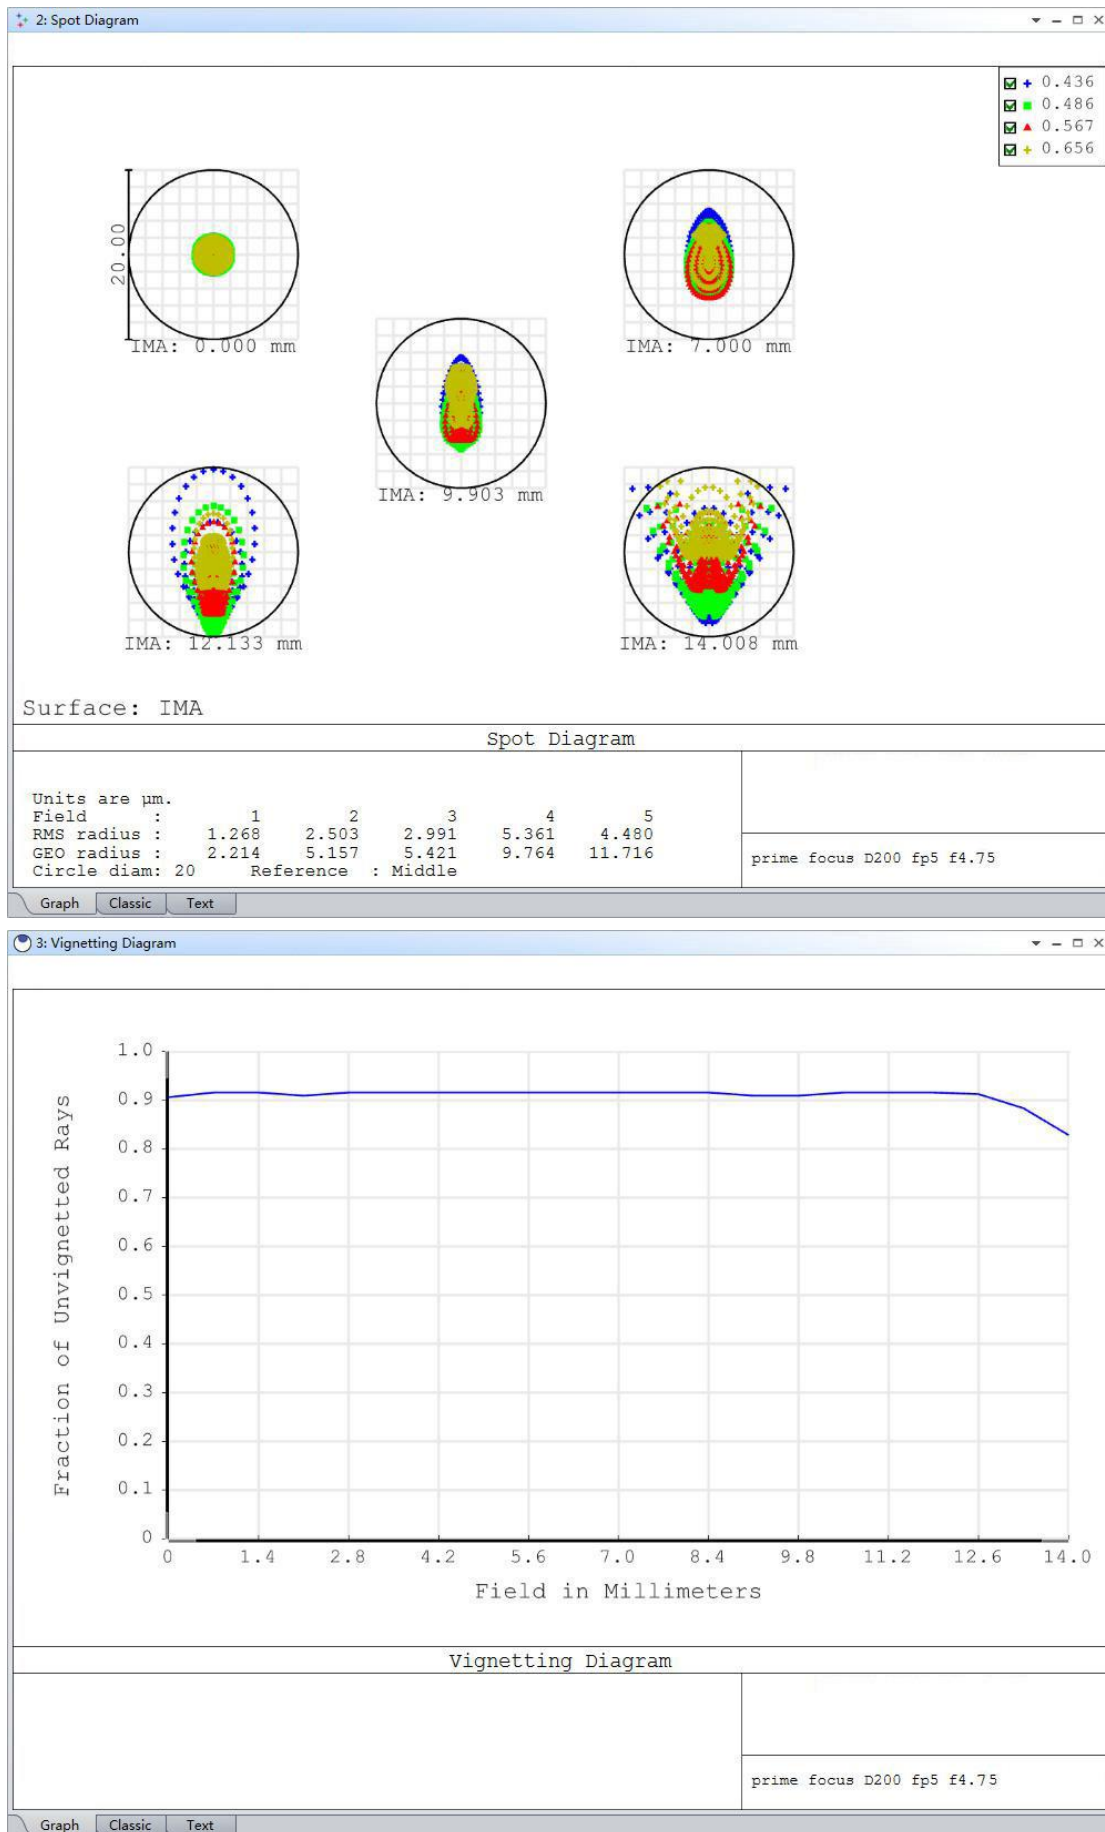 2: Spot Diagram
0.436
0.486
0.567
0.656
20.00
IMA: 0.000 mm
IMA: 7.000 mm
IMA: 9.903 mm
IMA: 12.133 mm
IMA: 14.008 mm
Surface: IMA
Spot Diagram
Units are µm.
Field : 1 2 3 4 5
RMS radius : 1.268 2.503 2.991 5.361 4.480
GEO radius : 2.214 5.157 5.421 9.764 11.716
Circle diam: 20 Reference : Middle
prime focus D200 fp5 f4.75
Graph Classic Text
3: Vignetting Diagram
Fraction of Unvignetted Rays
1.0
0.9
0.8
0.7
0.6
0.5
0.4
0.3
0.2
0.1
0
0 1.4 2.8 4.2 5.6 7.0 8.4 9.8 11.2 12.6 14.0
Field in Millimeters
Vignetting Diagram
prime focus D200 fp5 f4.75
Graph Classic Text